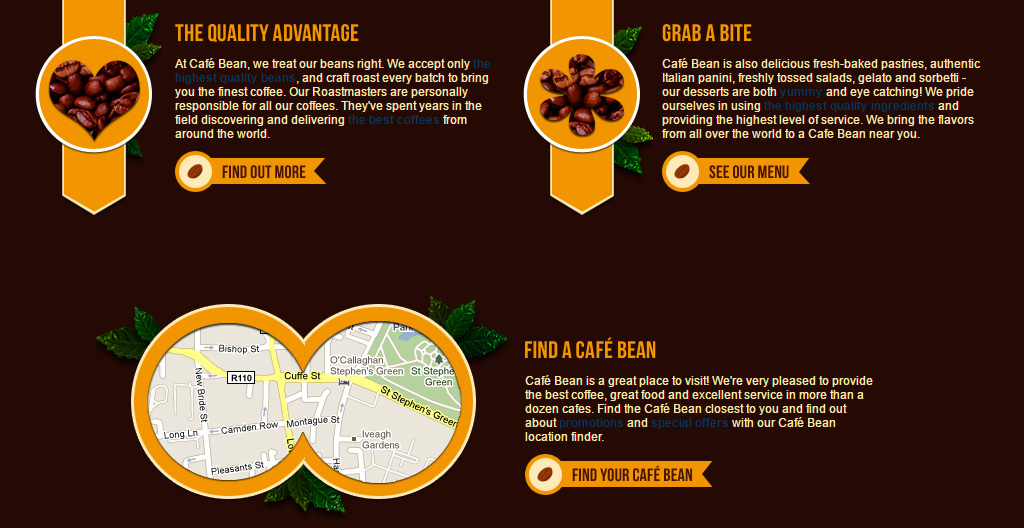 THE QUALITY ADVANTAGE
At Café Bean, we treat our beans right. We accept only the
highest quality beans, and craft roast every batch to bring
you the finest coffee. Our Roastmasters are personally
responsible for all our coffees. They've spent years in the
field discovering and delivering the best coffees from
around the world.
FIND OUT MORE
GRAB A BITE
Café Bean is also delicious fresh-baked pastries, authentic
Italian panini, freshly tossed salads, gelato and sorbetti -
our desserts are both yummy and eye catching! We pride
ourselves in using the highest quality ingredients and
providing the highest level of service. We bring the flavors
from all over the world to a Cafe Bean near you.
SEE OUR MENU
Bishop St
R110
Cuffe St
New Bride St
O'Callaghan
Stephen's Green
St Stephe
Green
St Stephen's Green
Long Ln
Camden Row
Montague St
Iveagh
Gardens
Pleasants St
FIND A CAFÉ BEAN
Café Bean is a great place to visit! We're very pleased to provide
the best coffee, great food and excellent service in more than a
dozen cafes. Find the Café Bean closest to you and find out
about promotions and special offers with our Café Bean
location finder.
FIND YOUR CAFÉ BEAN